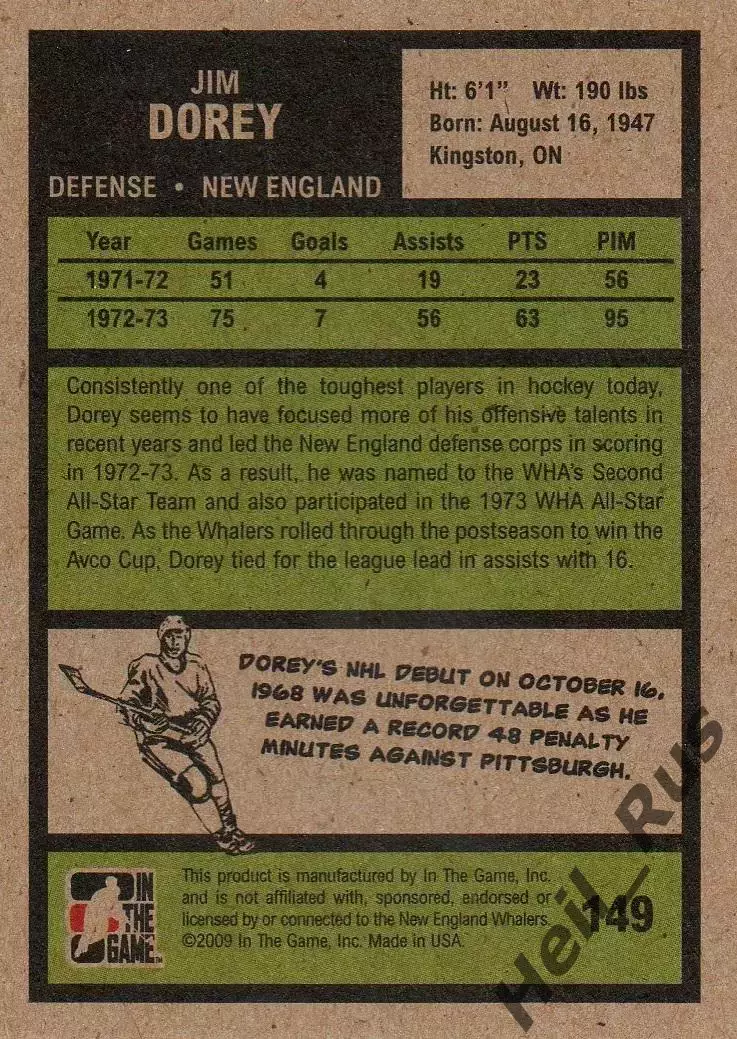 JIM
DOREY
DEFENSE • NEW ENGLAND
Ht: 6'1" Wt: 190 lbs
Born: August 16, 1947
Kingston, ON
Year Games Goals Assists PTS PIM
1971-72 51 4 19 23 56
1972-73 75 7 56 63 95
Consistently one of the toughest players in hockey today,
Dorey seems to have focused more of his offensive talents in
recent years and led the New England defense corps in scoring
in 1972-73. As a result, he was named to the WHA's Second
All-Star Team and also participated in the 1973 WHA All-Star
Game. As the Whalers rolled through the postseason to win the
Avco Cup, Dorey tied for the league lead in assists with 16.
DOREY'S NHL DEBUT ON OCTOBER 16,
1968 WAS UNFORGETTABLE AS HE
EARNED A RECORD 48 PENALTY
MINUTES AGAINST PITTSBURGH.
IN
THE
GAME™
This product is manufactured by In The Game, Inc.
and is not affiliated with, sponsored, endorsed or
licensed by or connected to the New England Whalers.
©2009 In The Game, Inc. Made in USA.
149
Heil_Rus